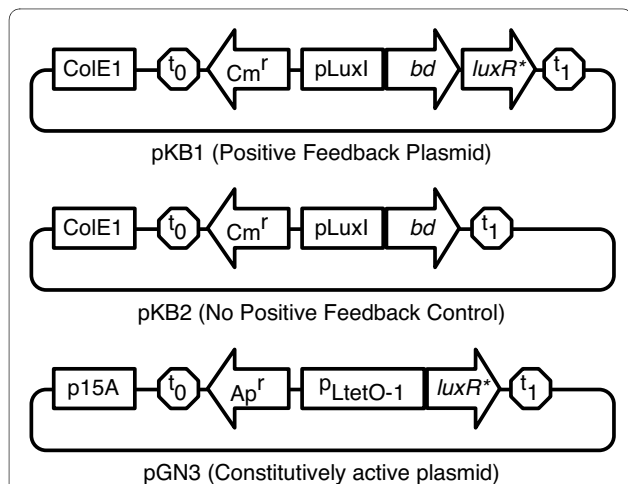 ColE1 t0 Cmr pLuxI bd luxR* t1
pKB1 (Positive Feedback Plasmid)
ColE1 t0 Cmr pLuxI bd t1
pKB2 (No Positive Feedback Control)
p15A t0 Apr pLtetO-1 luxR* t1
pGN3 (Constitutively active plasmid)